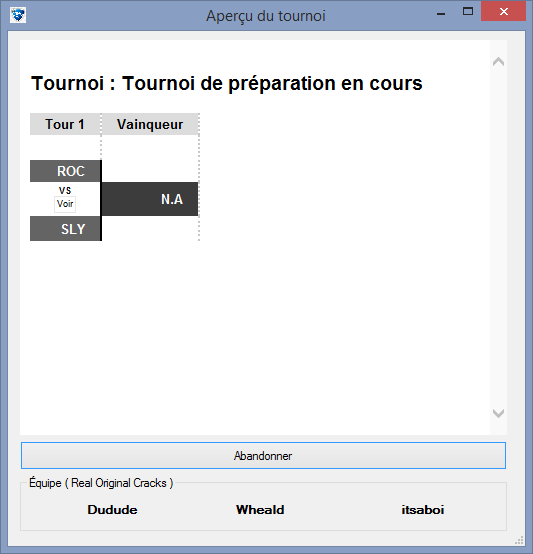 Aperçu du tournoi
Tournoi : Tournoi de préparation en cours
Tour 1 Vainqueur
ROC
vs
Voir
N.A
SLY
Abandonner
Équipe ( Real Original Cracks )
Dudude Wheald itsaboi